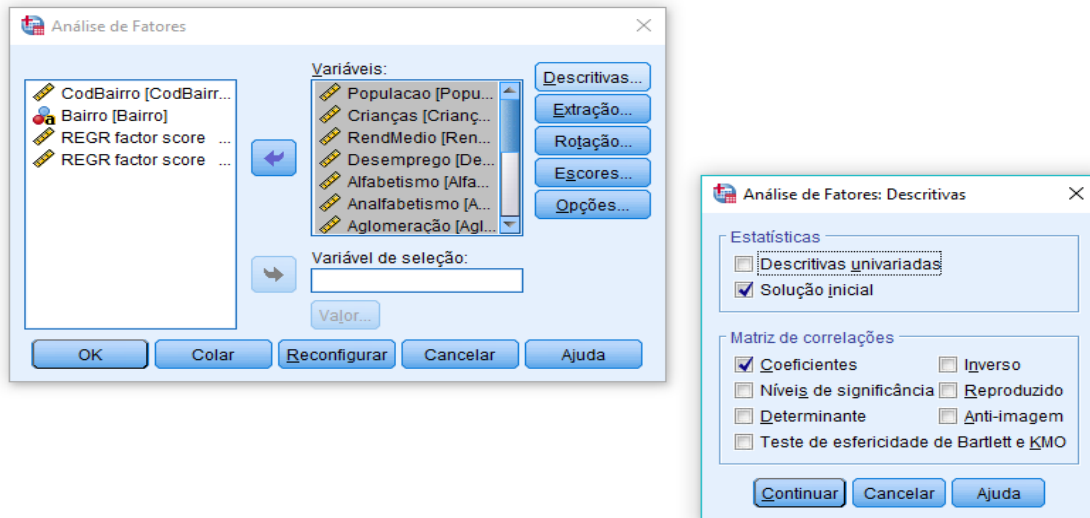 Análise de Fatores
CodBairro [CodBairr...
Bairro [Bairro]
REGR factor score ...
REGR factor score ...
Variáveis:
Populacao [Popu...
Crianças [Crianç...
RendMedio [Ren...
Desemprego [De...
Alfabetismo [Alfa...
Analfabetismo [A...
Aglomeração [Agl...
Variável de seleção:
Valor...
Descritivas...
Extração...
Rotação...
Escores...
Opções...
OK Colar Reconfigurar Cancelar Ajuda
Análise de Fatores: Descritivas
Estatísticas
Descritivas univariadas
Solução inicial
Matriz de correlações
Coeficientes Inverso
Níveis de significância Reproduzido
Determinante Anti-imagem
Teste de esfericidade de Bartlett e KMO
Continuar Cancelar Ajuda